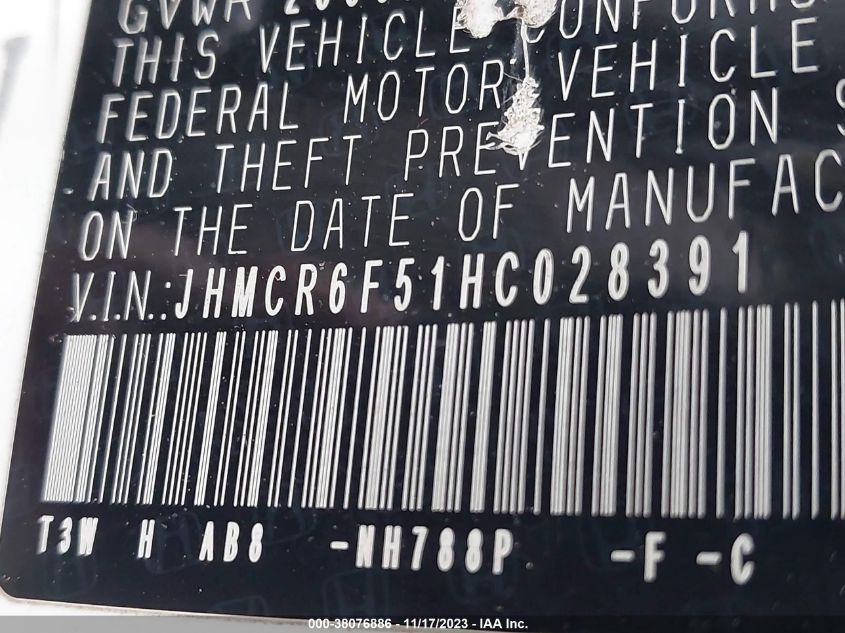 GVWR
THIS VEHICLE CONFORMS
FEDERAL MOTOR VEHICLE
AND THEFT PREVENTION S
ON THE DATE OF MANUFAC
V.I.N.:JHMCR6F51HC028391
T3W H AB8 -NH788P -F -C
000-38076886 - 11/17/2023 - IAA Inc.